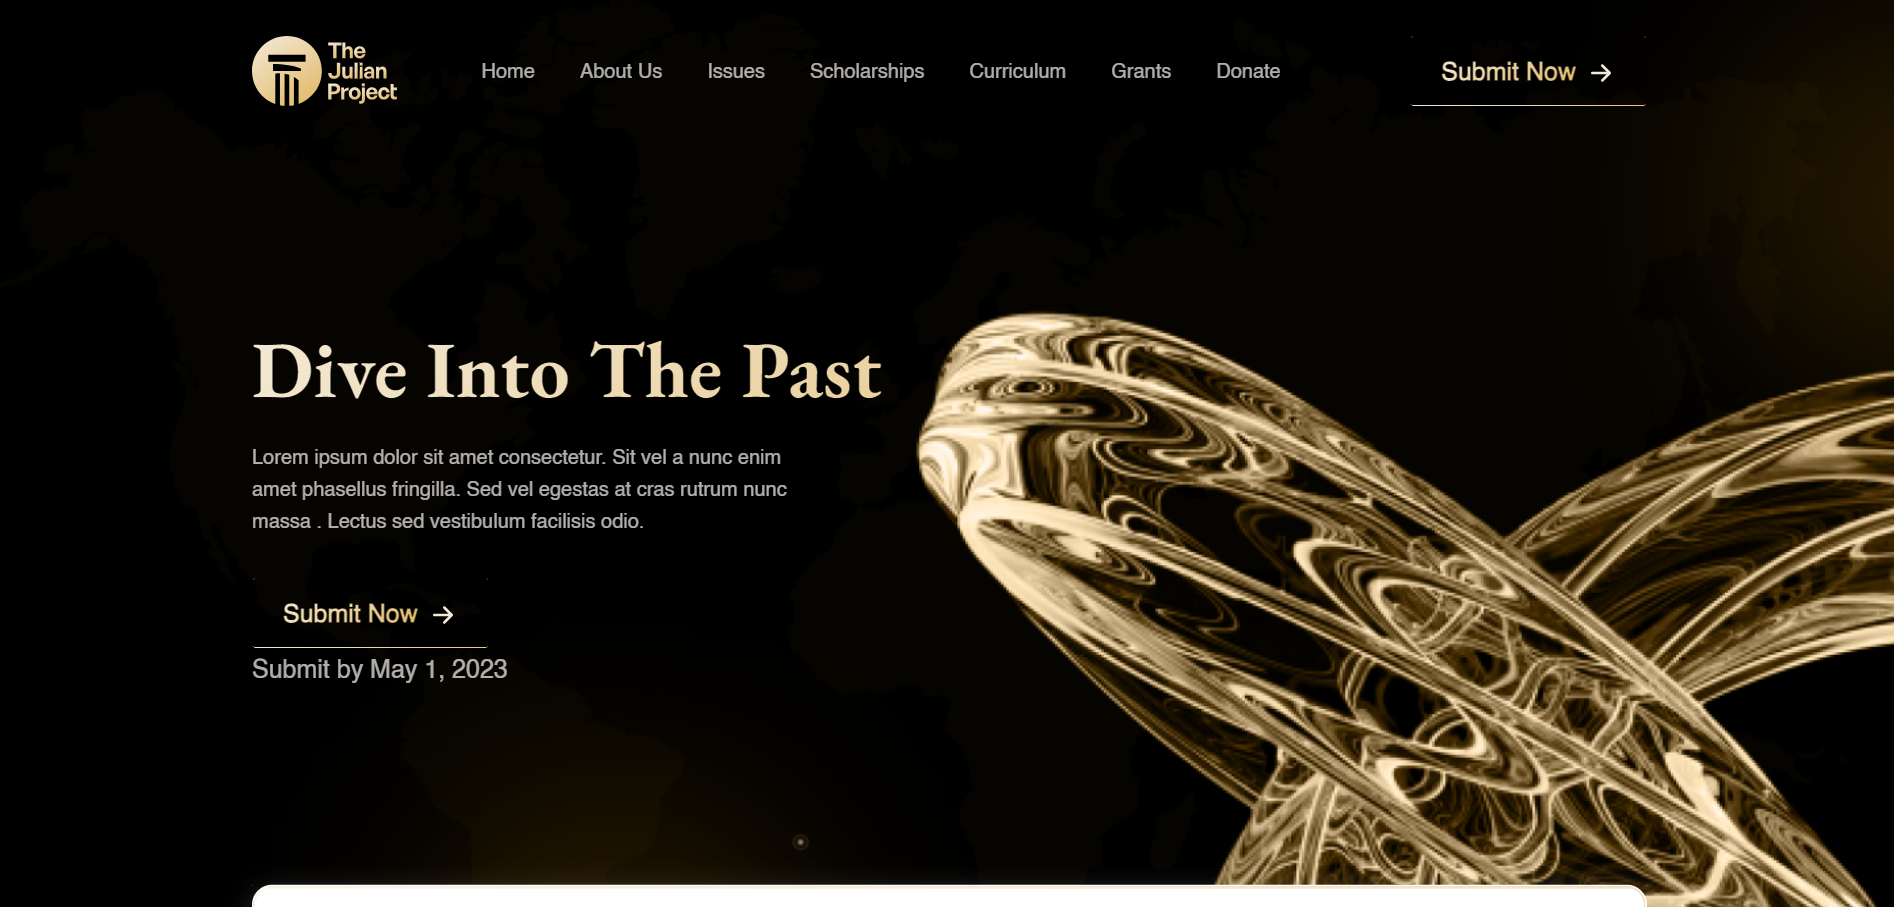 The
Julian
Project
Home
About Us
Issues
Scholarships
Curriculum
Grants
Donate
Submit Now
Dive Into The Past
Lorem ipsum dolor sit amet consectetur. Sit vel a nunc enim
amet phasellus fringilla. Sed vel egestas at cras rutrum nunc
massa . Lectus sed vestibulum facilisis odio.
Submit Now
Submit by May 1, 2023